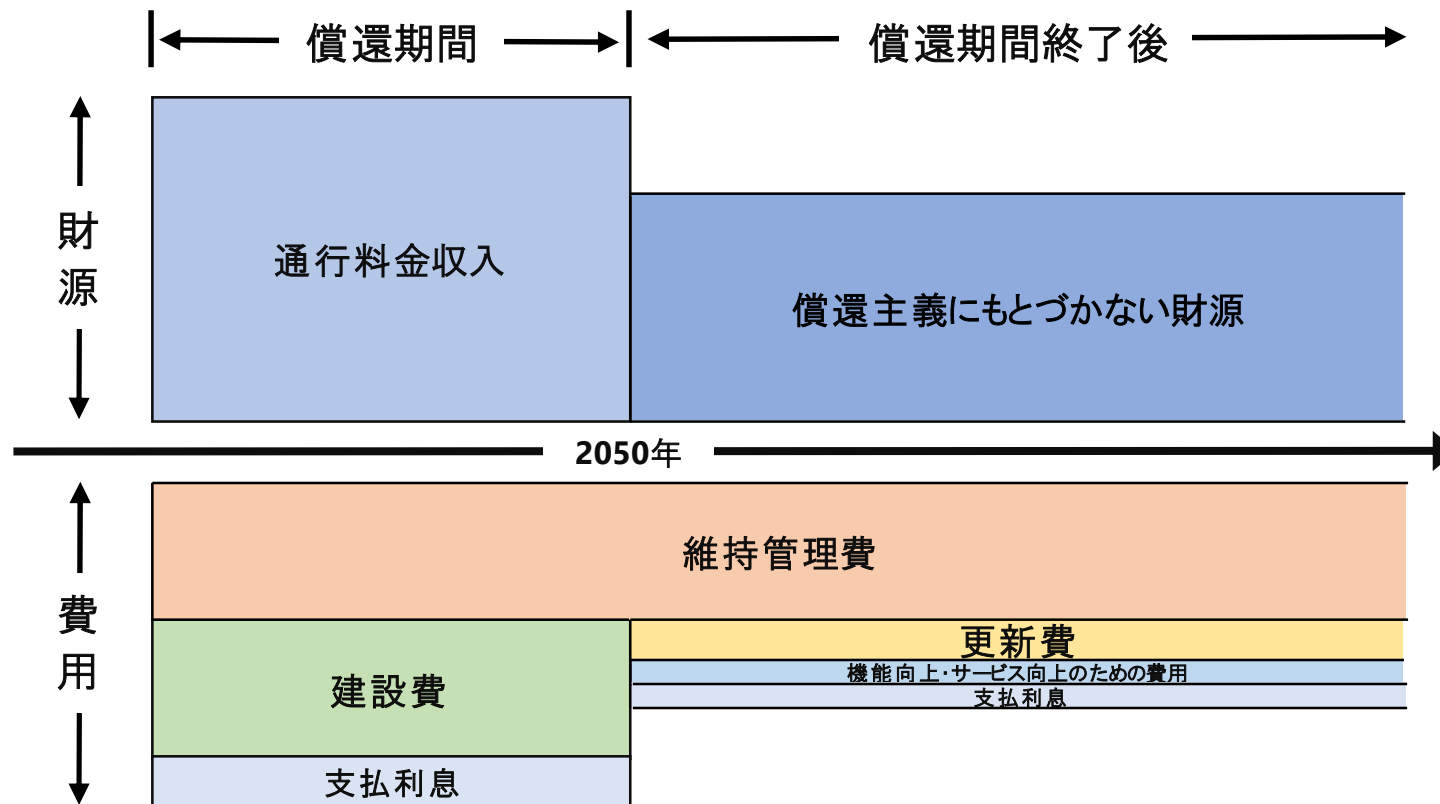 償還期間
償還期間終了後
財源
通行料金収入
償還主義にもとづかない財源
2050年
費用
維持管理費
建設費
更新費
機能向上・サービス向上のための費用
支払利息
支払利息